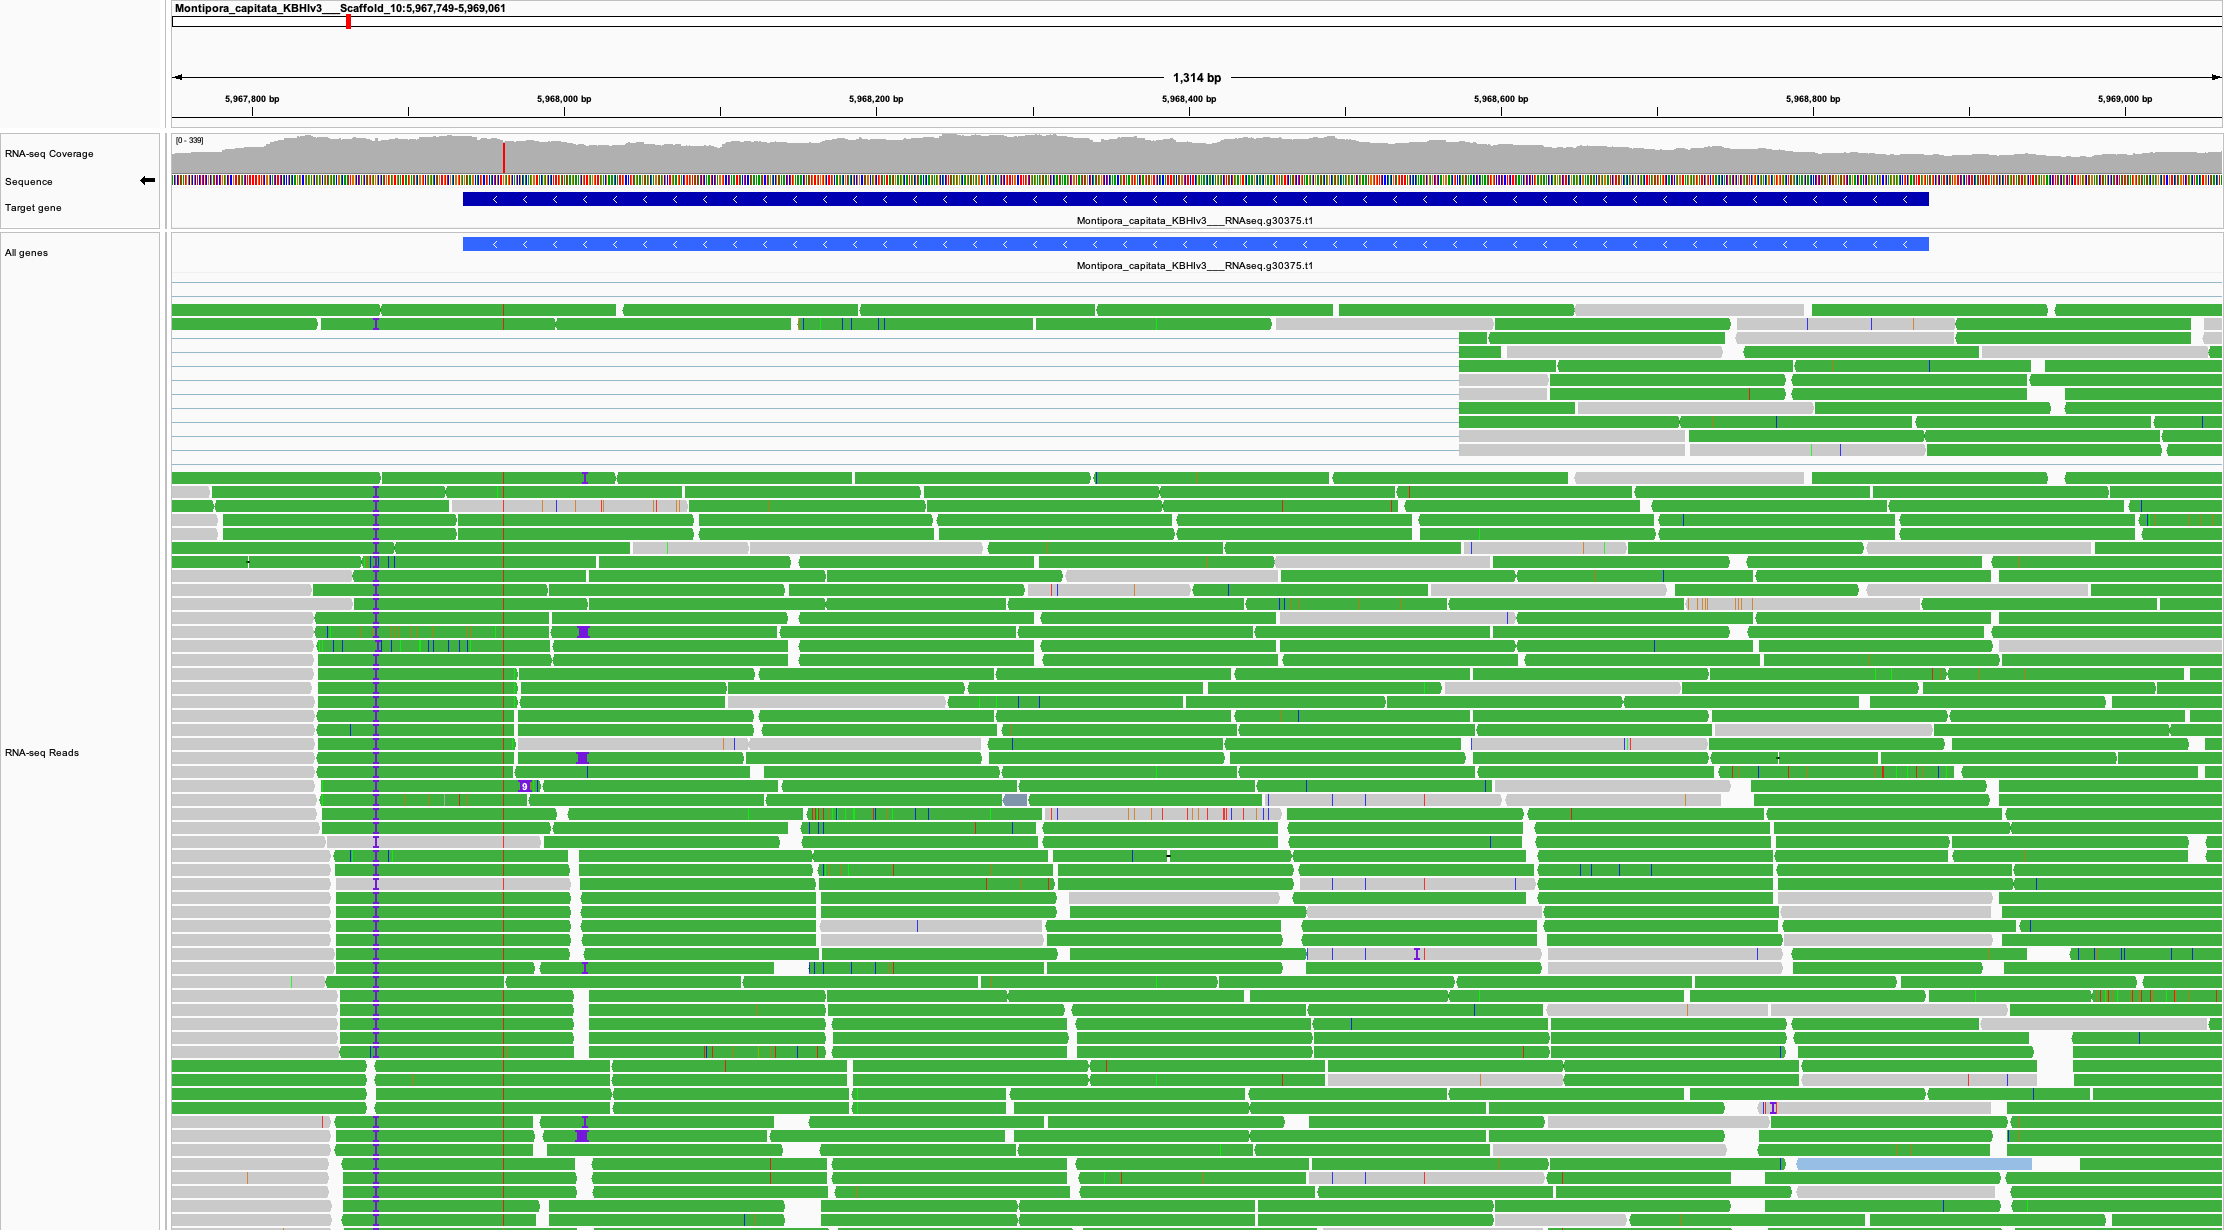 Montipora_capitata_KBHIv3___Scaffold_10:5,967,749-5,969,061
1,314 bp
5,967,800 bp 5,968,000 bp 5,968,200 bp 5,968,400 bp 5,968,600 bp 5,968,800 bp 5,969,000 bp
[0 - 339]
RNA-seq Coverage
Sequence
Target gene
Montipora_capitata_KBHIv3___RNAseq.g30375.t1
All genes
Montipora_capitata_KBHIv3___RNAseq.g30375.t1
RNA-seq Reads
9